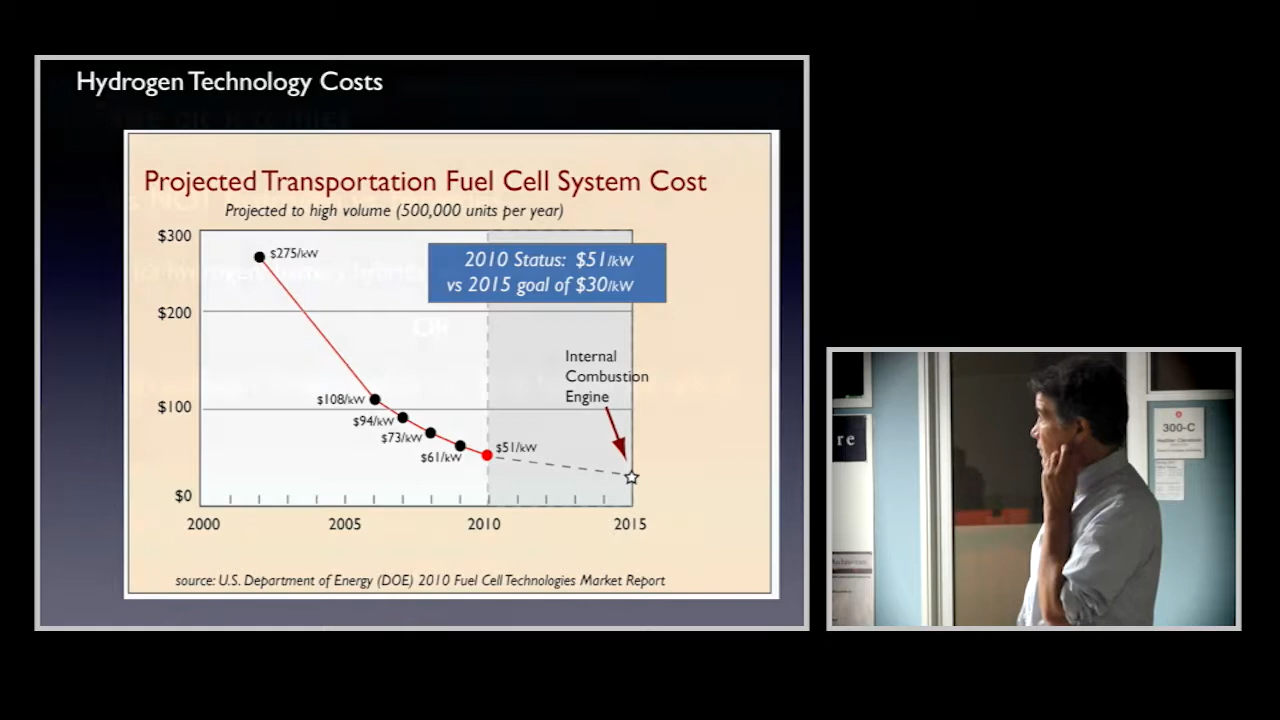 Hydrogen Technology Costs
Projected Transportation Fuel Cell System Cost
Projected to high volume (500,000 units per year)
$300
$275/kW
2010 Status: $51/kW
vs 2015 goal of $30/kW
$200
Internal
Combustion
Engine
$108/kW
$100
$94/kW
$73/kW
$51/kW
$61/kW
$0
2000
2005
2010
2015
source: U.S. Department of Energy (DOE) 2010 Fuel Cell Technologies Market Report
re
300-C